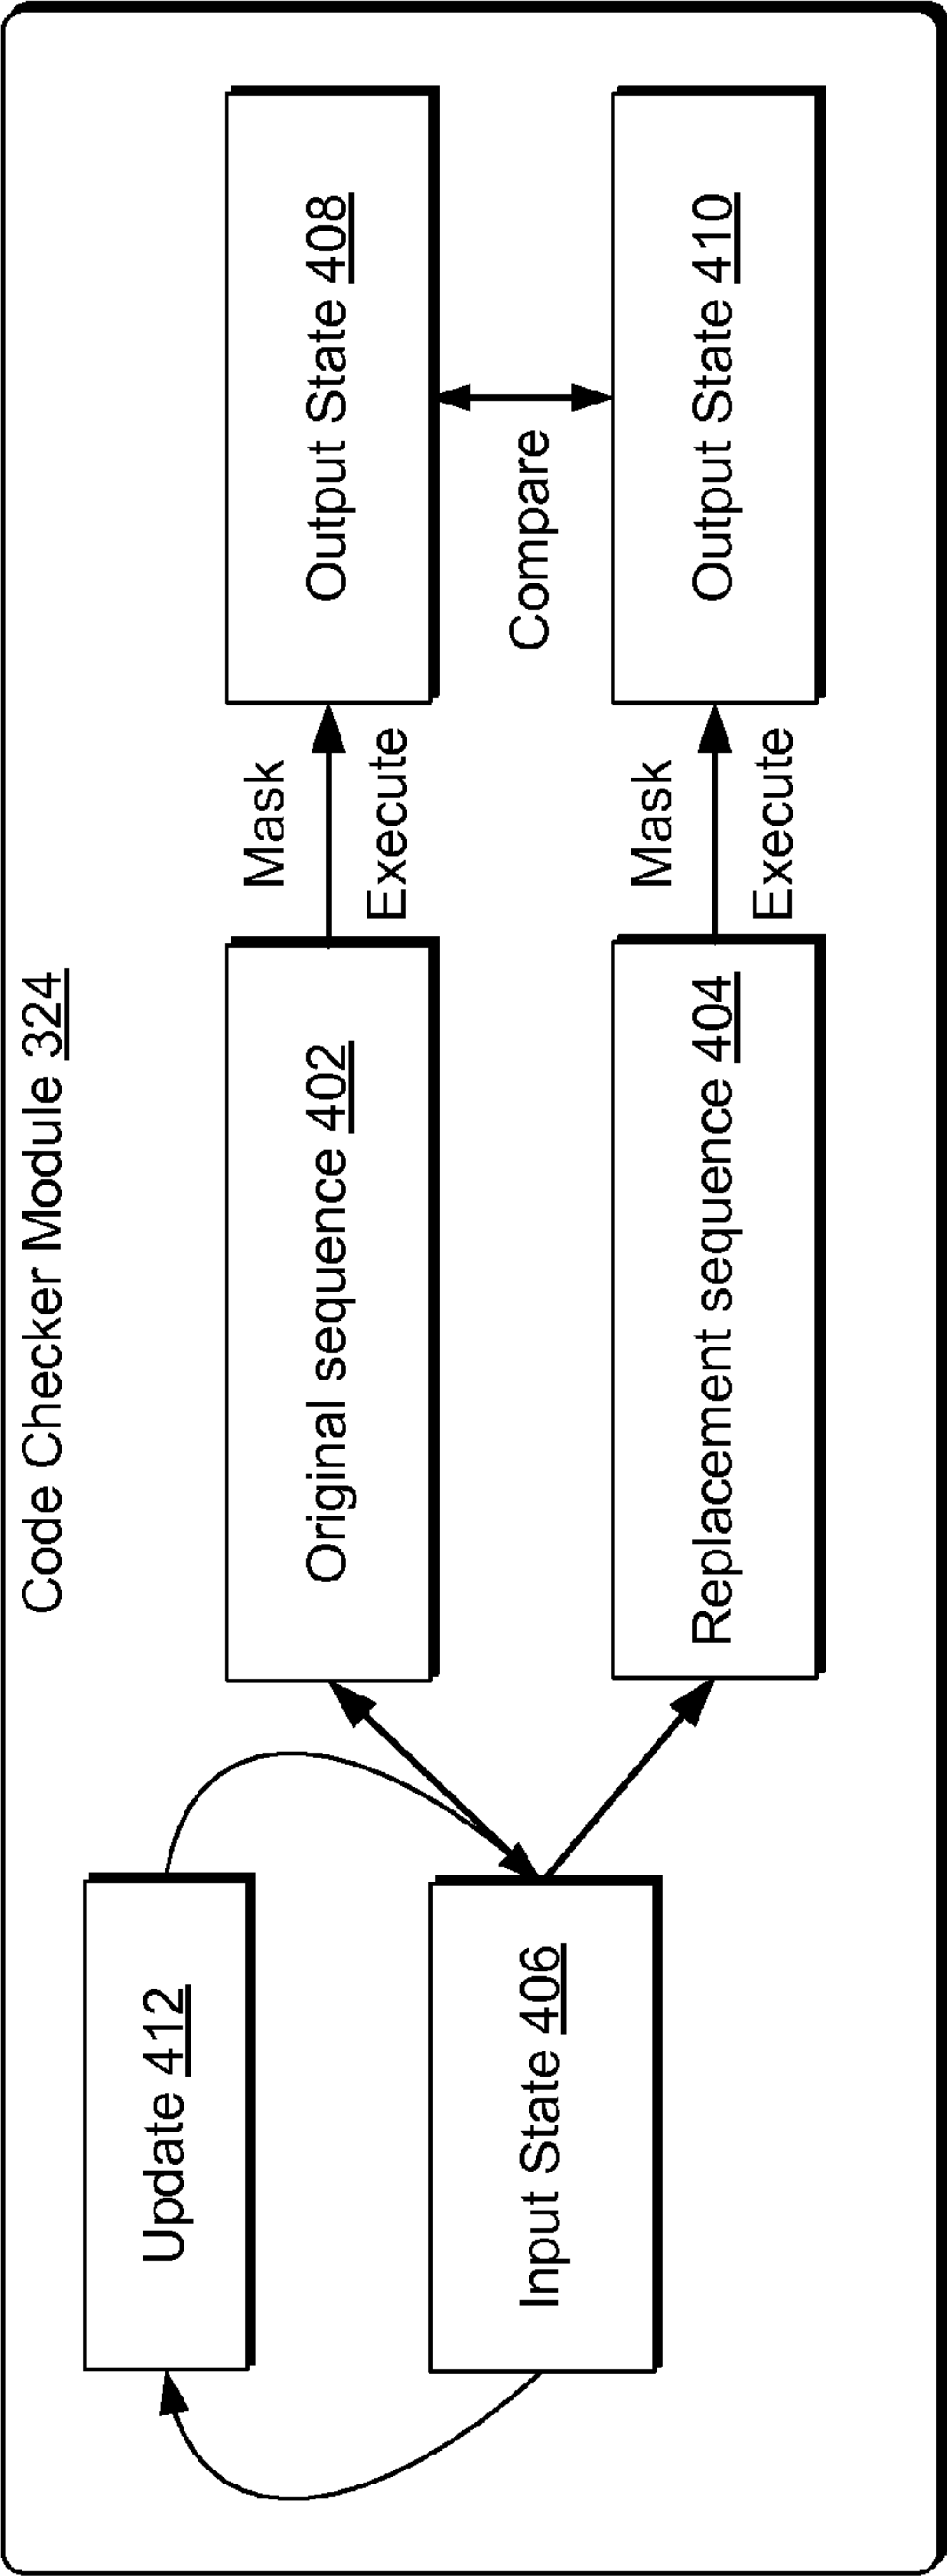 Code Checker Module 324
Update 412
Input State 406
Original sequence 402
Mask
Execute
Output State 408
Compare
Replacement sequence 404
Mask
Execute
Output State 410